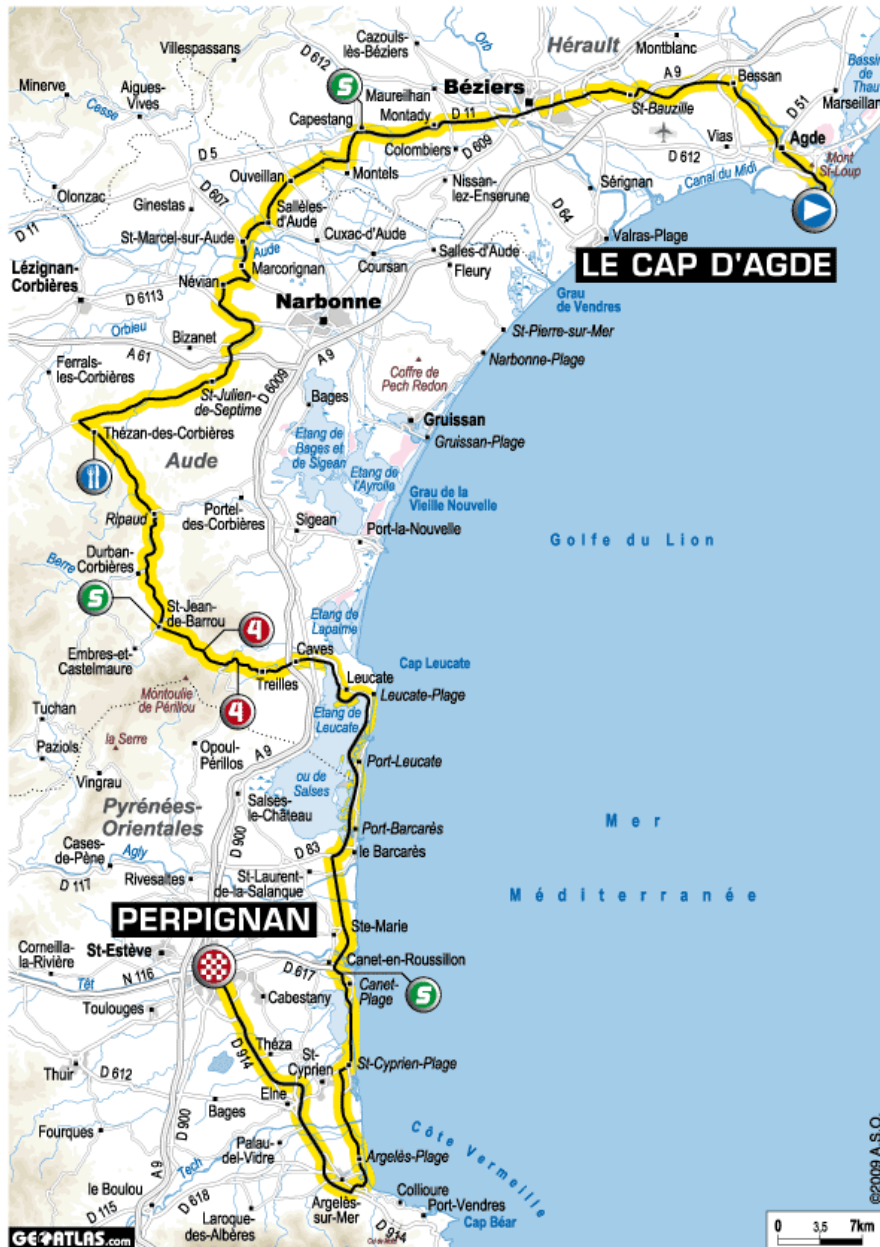 Villespassans
D 612
Cazouls-
lès-Béziers
Orb
Hérault
Montblanc
Bassin
de
Thau
Minerve
Cesse
Aigues-
Vives
S
Maureilhan
Béziers
A 9
Bessan
D 51
Marseillan
Capestang
Montady
D 11
St-Bauzille
D 5
Colombiers
D 609
Vias
Agde
Ouveillan
Montels
D 612
Mont
St-Loup
Olonzac
Ginestas
D 607
Nissan-
lez-Enserune
Sérignan
Canal du Midi
D 11
Sallèles-
d'Aude
D 64
St-Marcel-sur-Aude
Cuxac-d'Aude
Valras-Plage
Aude
Salles-d'Aude
LE CAP D'AGDE
Lézignan-
Corbières
Marcorignan
Coursan
Fleury
D 6113
Névian
Narbonne
Grau
de Vendres
Orbieu
Bizanet
St-Pierre-sur-Mer
A 61
A 9
Narbonne-Plage
Ferrals-
les-Corbières
D 6009
Coffre de
Pech Redon
St-Julien-
de-Septime
Bages
Gruissan
Thézan-des-Corbières
Etang de
Bages et
de Sigean
Gruissan-Plage
Aude
Etang de
l'Ayrolle
Grau de la
Vieille Nouvelle
Ripaud
Portel-
des-Corbières
Sigean
Port-la-Nouvelle
Golfe du Lion
Durban-
Corbières
Berre
S
St-Jean-
de-Barrou
Etang de
Lapalme
4
Embres-et-
Castelmaure
Caves
Cap Leucate
Treilles
Leucate
Leucate-Plage
Montoulie
de Périllou
4
Etang de
Leucate
Tuchan
la Serre
Paziols
Opoul-
Périllos
A 9
Port-Leucate
Vingrau
ou de
Salses
Pyrénées-
Orientales
Salses-
le-Château
Mer
Port-Barcarès
Cases-
de-Pène
Agly
D 900
D 83
le Barcarès
D 117
Rivesaltes
St-Laurent-
de-la-Salanque
Méditerranée
PERPIGNAN
Ste-Marie
Corneilla-
la-Rivière
St-Estève
Canet-en-Roussillon
Têt
N 116
D 617
Canet-
Plage
S
Toulouges
Cabestany
D 914
Théza
St-
Cyprien
St-Cyprien-Plage
Thuir
D 612
Elne
Bages
Fourques
D 900
Palau-
del-Vidre
Argelès-Plage
Côte Vermeille
A 9
Tech
le Boulou
D 618
Argelès-
sur-Mer
Collioure
Port-Vendres
D 115
Laroque-
des-Albères
D 914
Cap Béar
©2009 A.S.O.
GEOATLAS.com
0 3,5 7km